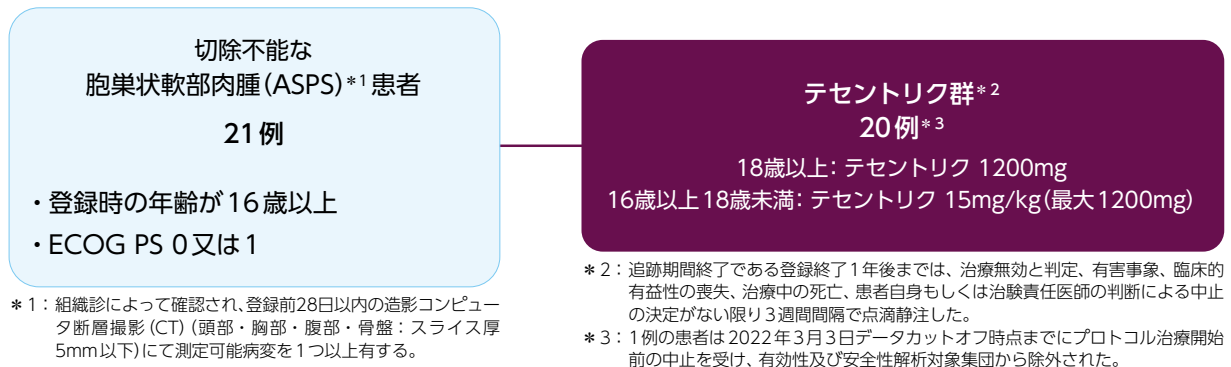 切除不能な
胞巣状軟部肉腫(ASPS)*1患者
21例
・登録時の年齢が16歳以上
・ECOG PS 0又は1
*1：組織診によって確認され、登録前28日以内の造影コンピュー
タ断層撮影(CT)(頭部・胸部・腹部・骨盤：スライス厚
5mm以下)にて測定可能病変を1つ以上有する。
テセントリク群*2
20例*3
18歳以上：テセントリク 1200mg
16歳以上18歳未満：テセントリク 15mg/kg(最大1200mg)
*2：追跡期間終了である登録終了1年後までは、治療無効と判定、有害事象、臨床的
有益性の喪失、治療中の死亡、患者自身もしくは治験責任医師の判断による中止
の決定がない限り3週間間隔で点滴静注した。
*3：1例の患者は2022年3月3日データカットオフ時点までにプロトコル治療開始
前の中止を受け、有効性及び安全性解析対象集団から除外された。